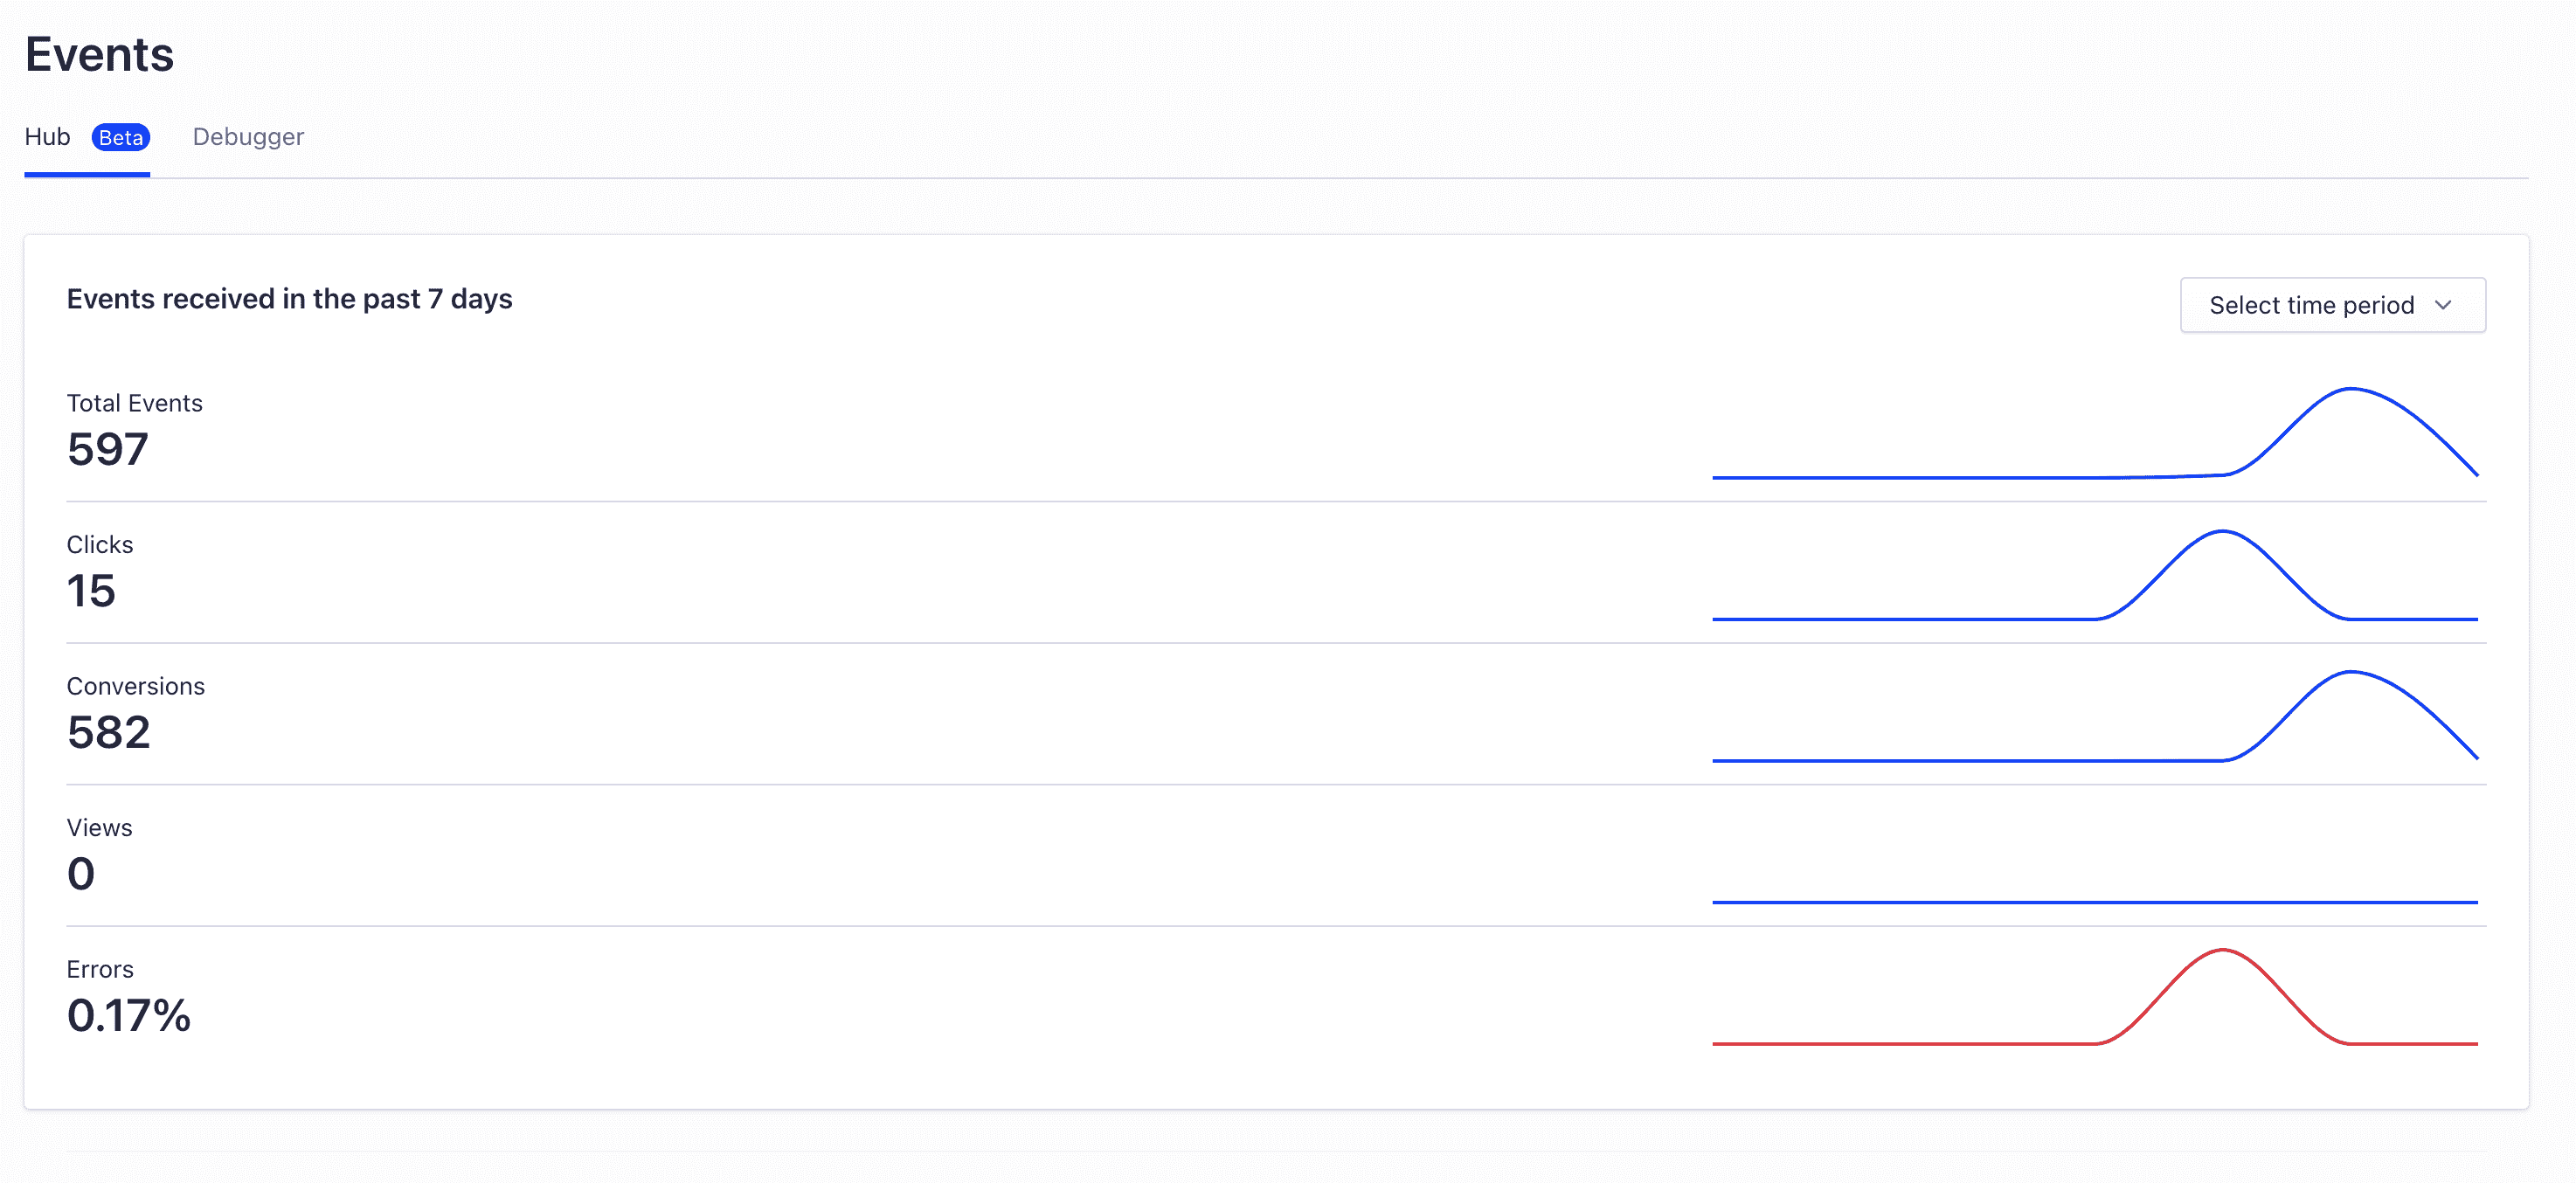 Events
Hub Beta Debugger
Events received in the past 7 days
Select time period
Total Events
597
Clicks
15
Conversions
582
Views
0
Errors
0.17%